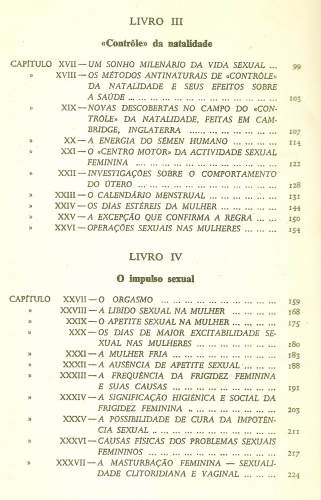 LIVRO III
«Contrôle» da natalidade
CAPÍTULO XVII — UM SONHO MILENÁRIO DA VIDA SEXUAL ... 99
» XVIII — OS MÉTODOS ANTINATURAIS DE «CONTRÔLE»
DA NATALIDADE E SEUS EFEITOS SOBRE
A SAÚDE ... 103
» XIX — NOVAS DESCOBERTAS NO CAMPO DO «CON-
TRÔLE» DA NATALIDADE, FEITAS EM CAM-
BRIDGE, INGLATERRA ... 107
» XX — A ENERGIA DO SÉMEN HUMANO ... 114
» XXI — O «CENTRO MOTOR» DA ACTIVIDADE SEXUAL
FEMININA ... 122
» XXII — INVESTIGAÇÕES SOBRE O COMPORTAMENTO
DO ÚTERO ... 128
» XXIII — O CALENDÁRIO MENSTRUAL ... 131
» XXIV — OS DIAS ESTÉREIS DA MULHER ... 144
» XXV — A EXCEPÇÃO QUE CONFIRMA A REGRA ... 150
» XXVI — OPERAÇÕES SEXUAIS NAS MULHERES ... 154
LIVRO IV
O impulso sexual
CAPÍTULO XXVII — O ORGASMO ... 159
» XXVIII — A LIBIDO SEXUAL NA MULHER ... 168
» XXIX — O APETITE SEXUAL NA MULHER ... 175
» XXX — OS DIAS DE MAIOR EXCITABILIDADE SE-
XUAL NAS MULHERES ... 180
» XXXI — A MULHER FRIA ... 183
» XXXII — A AUSÊNCIA DE APETITE SEXUAL ... 188
» XXXIII — A FREQUÊNCIA DA FRIGIDEZ FEMININA
E SUAS CAUSAS ... 191
» XXXIV — A SIGNIFICAÇÃO HIGIÉNICA E SOCIAL DA
FRIGIDEZ FEMININA ... 203
» XXXV — A POSSIBILIDADE DE CURA DA IMPOTÊN-
CIA SEXUAL ... 211
» XXXVI — CAUSAS FÍSICAS DOS PROBLEMAS SEXUAIS
FEMININOS ... 217
» XXXVII — A MASTURBAÇÃO FEMININA — SEXUALI-
DADE CLITORIDIANA E VAGINAL ... 224